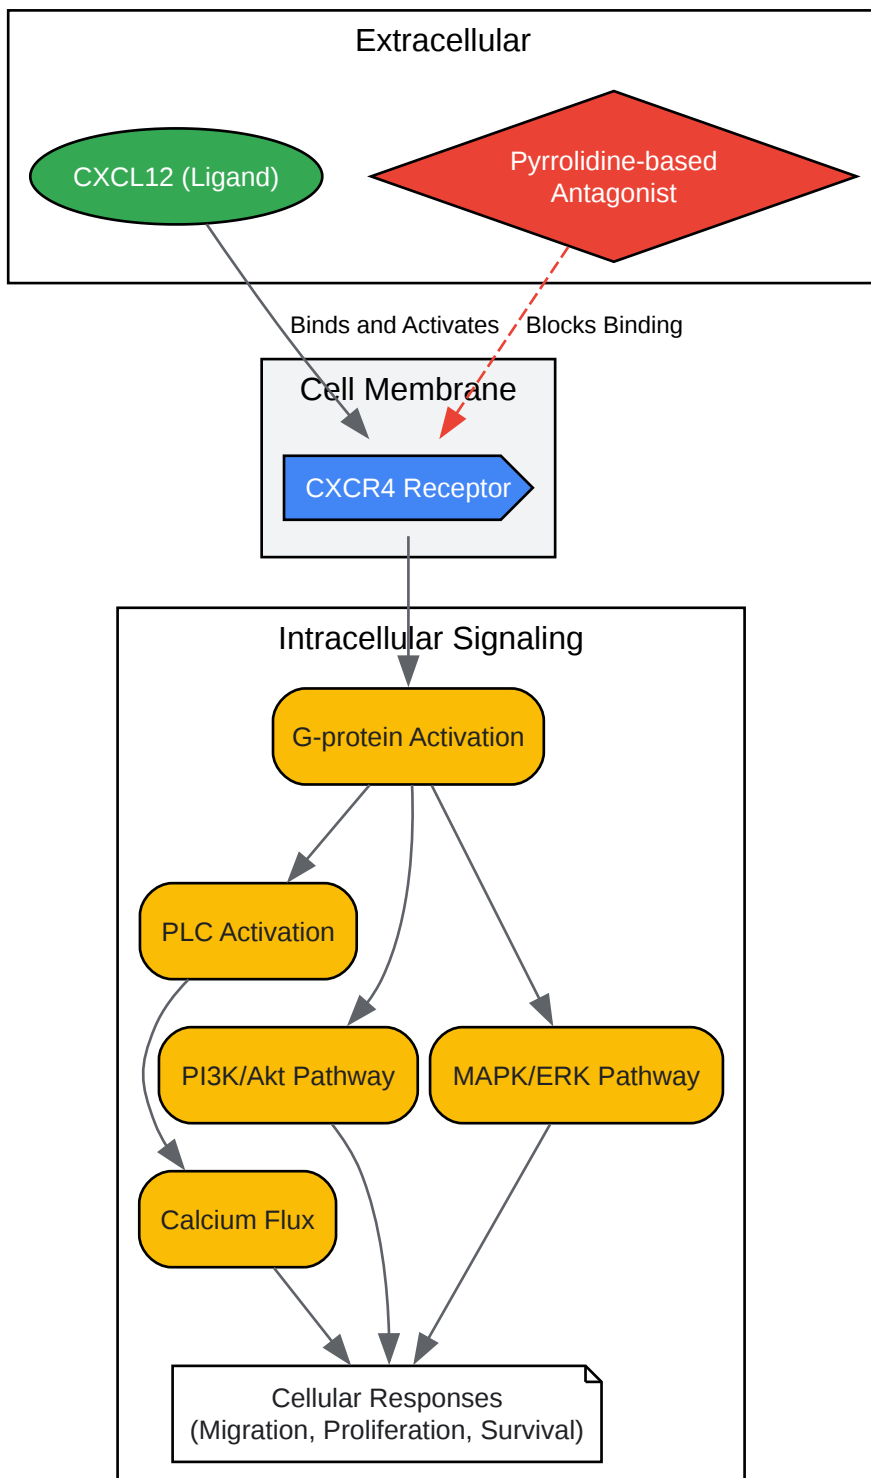 Extracellular
CXCL12 (Ligand)
Pyrrolidine-based
Antagonist
Binds and Activates
Blocks Binding
Cell Membrane
CXCR4 Receptor
Intracellular Signaling
G-protein Activation
PLC Activation
PI3K/Akt Pathway
MAPK/ERK Pathway
Calcium Flux
Cellular Responses
(Migration, Proliferation, Survival)